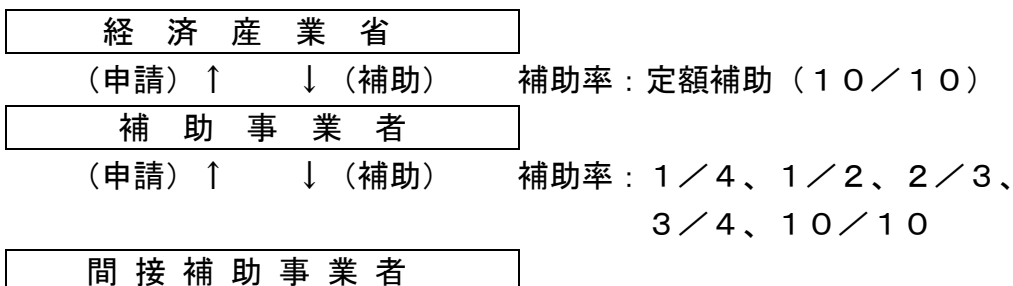 経済産業省
（申請）↑　　↓（補助）　　補助率：定額補助（１０／１０）
補助事業者
（申請）↑　　↓（補助）　　補助率：１／４、１／２、２／３、
３／４、１０／１０
間接補助事業者